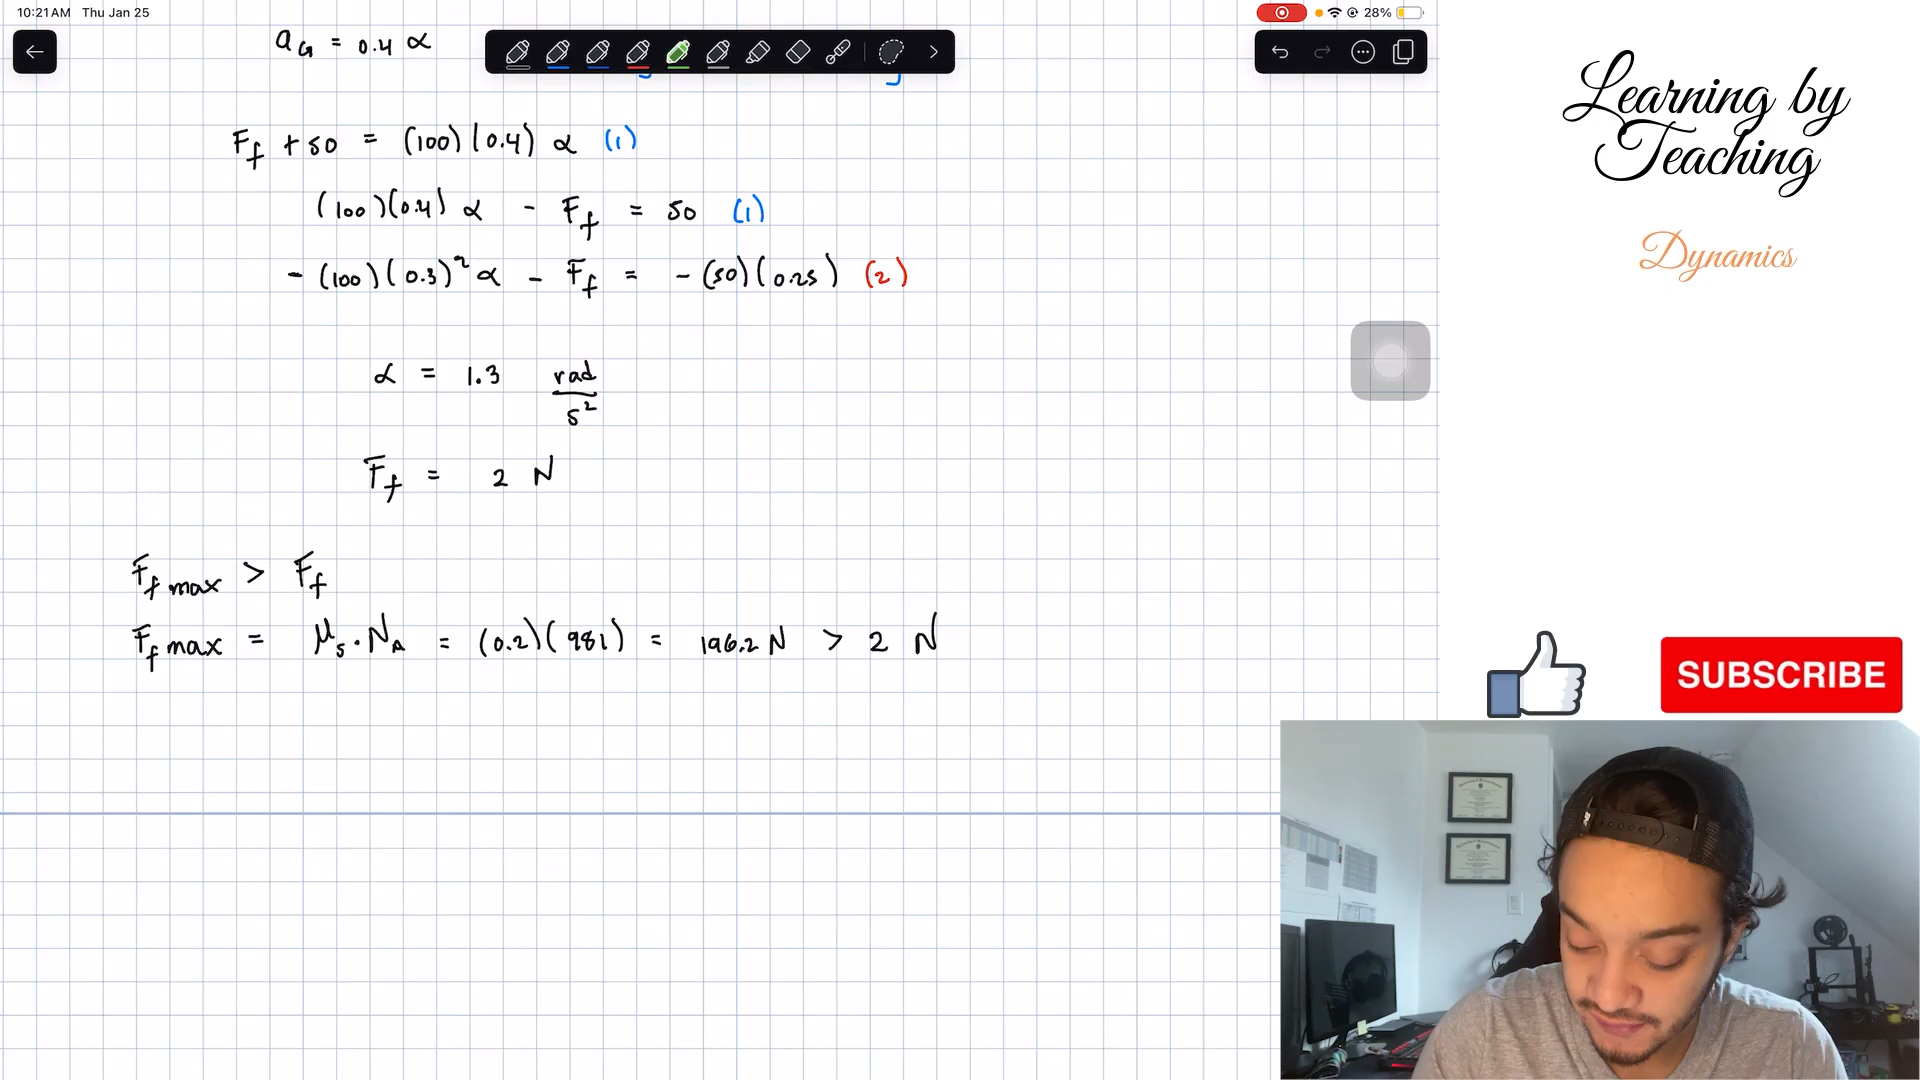 10:21 AM Thu Jan 25
28%
a_G = 0.4 α
F_f + 50 = (100)(0.4) α (1)
(100)(0.4) α - F_f = 50 (1)
- (100)(0.3)² α - F_f = - (50)(0.25) (2)
α = 1.3 rad/s²
F_f = 2 N
F_f max > F_f
F_f max = μ_s · N_A = (0.2)(981) = 196.2 N > 2 N
Learning by
Teaching
Dynamics
SUBSCRIBE